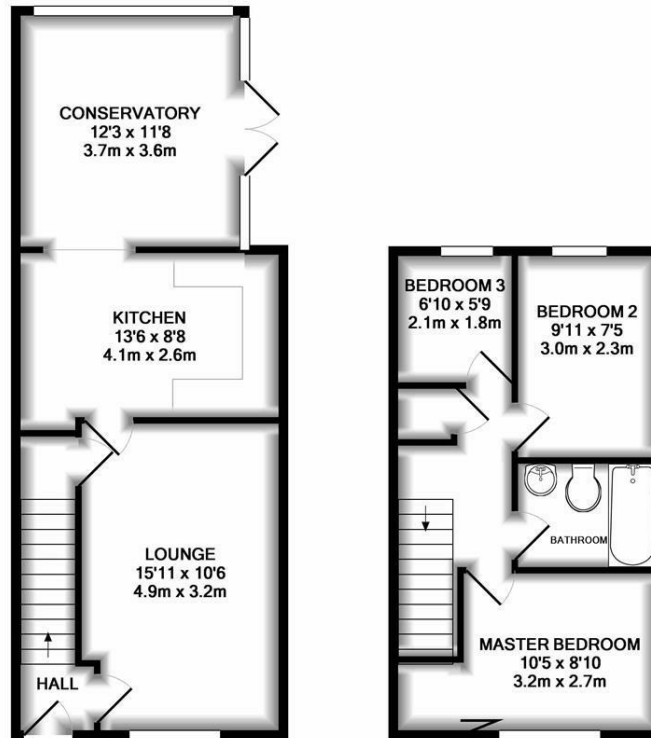 CONSERVATORY
12'3 x 11'8
3.7m x 3.6m
KITCHEN
13'6 x 8'8
4.1m x 2.6m
LOUNGE
15'11 x 10'6
4.9m x 3.2m
HALL
BEDROOM 3
6'10 x 5'9
2.1m x 1.8m
BEDROOM 2
9'11 x 7'5
3.0m x 2.3m
BATHROOM
MASTER BEDROOM
10'5 x 8'10
3.2m x 2.7m